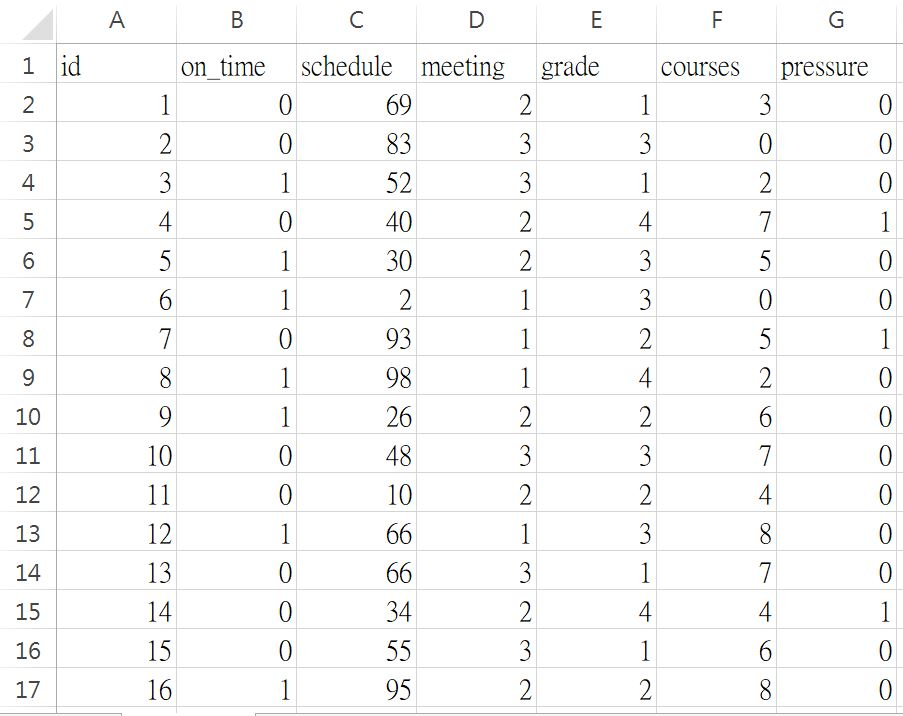 A B C D E F G
1 id on_time schedule meeting grade courses pressure
2 1 0 69 2 1 3 0
3 2 0 83 3 3 0 0
4 3 1 52 3 1 2 0
5 4 0 40 2 4 7 1
6 5 1 30 2 3 5 0
7 6 1 2 1 3 0 0
8 7 0 93 1 2 5 1
9 8 1 98 1 4 2 0
10 9 1 26 2 2 6 0
11 10 0 48 3 3 7 0
12 11 0 10 2 2 4 0
13 12 1 66 1 3 8 0
14 13 0 66 3 1 7 0
15 14 0 34 2 4 4 1
16 15 0 55 3 1 6 0
17 16 1 95 2 2 8 0